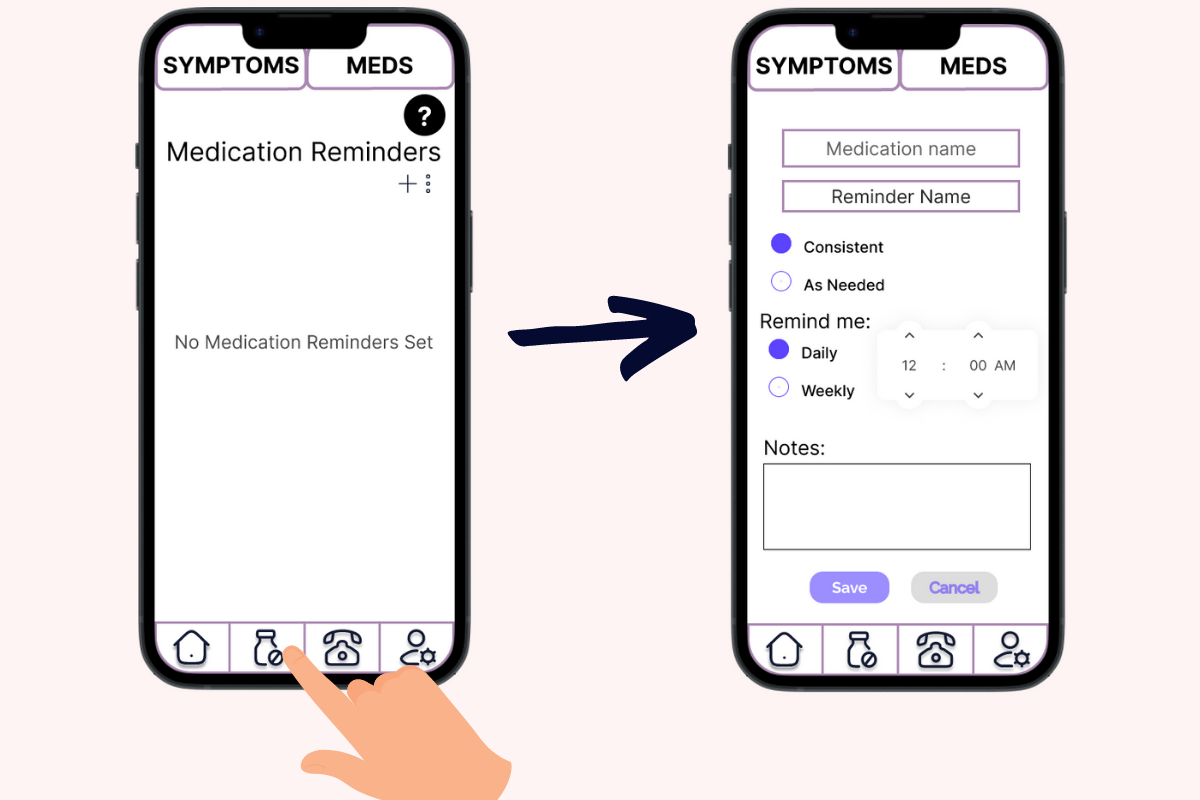 SYMPTOMS MEDS
?
Medication Reminders
No Medication Reminders Set
SYMPTOMS MEDS
Medication name
Reminder Name
Consistent
As Needed
Remind me:
Daily
12 : 00 AM
Weekly
Notes:
Save Cancel